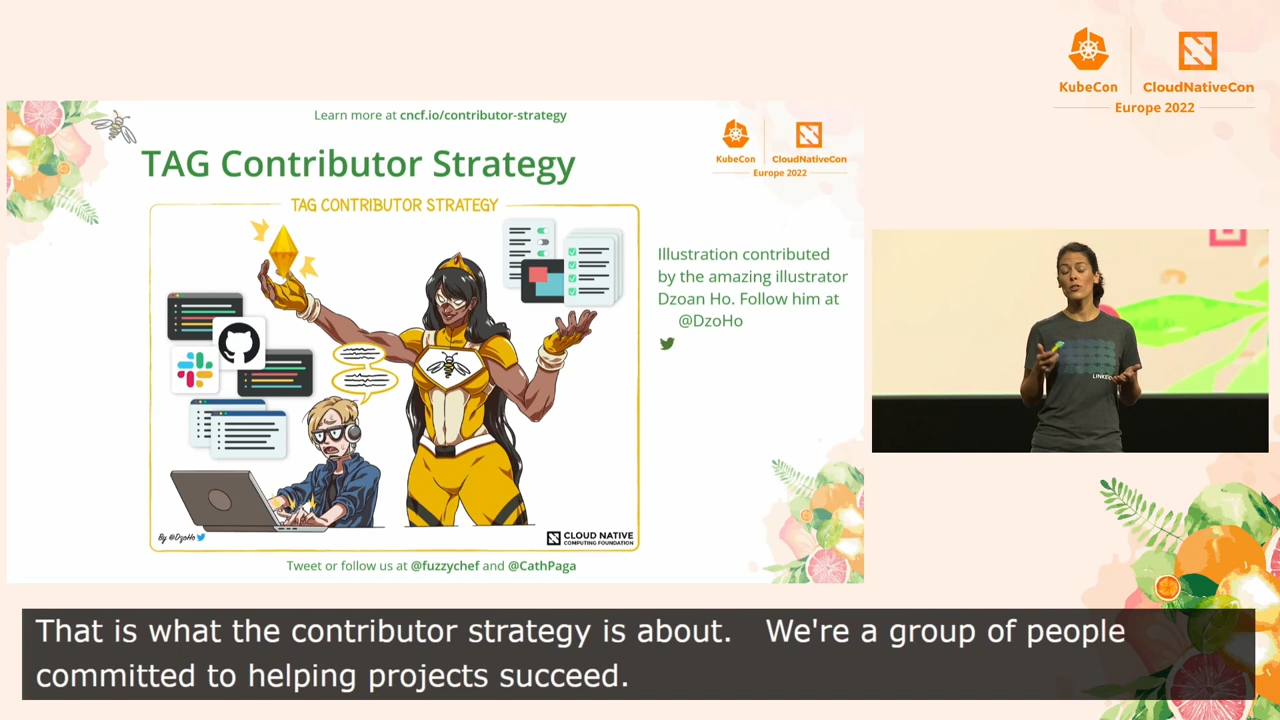 KubeCon
CloudNativeCon
Europe 2022
Learn more at cncf.io/contributor-strategy
TAG Contributor Strategy
KubeCon
CloudNativeCon
Europe 2022
TAG CONTRIBUTOR STRATEGY
Illustration contributed
by the amazing illustrator
Dzoan Ho. Follow him at
@DzoHo
By @DzoHo
CLOUD NATIVE
COMPUTING FOUNDATION
Tweet or follow us at @fuzzychef and @CathPaga
That is what the contributor strategy is about. We're a group of people
committed to helping projects succeed.